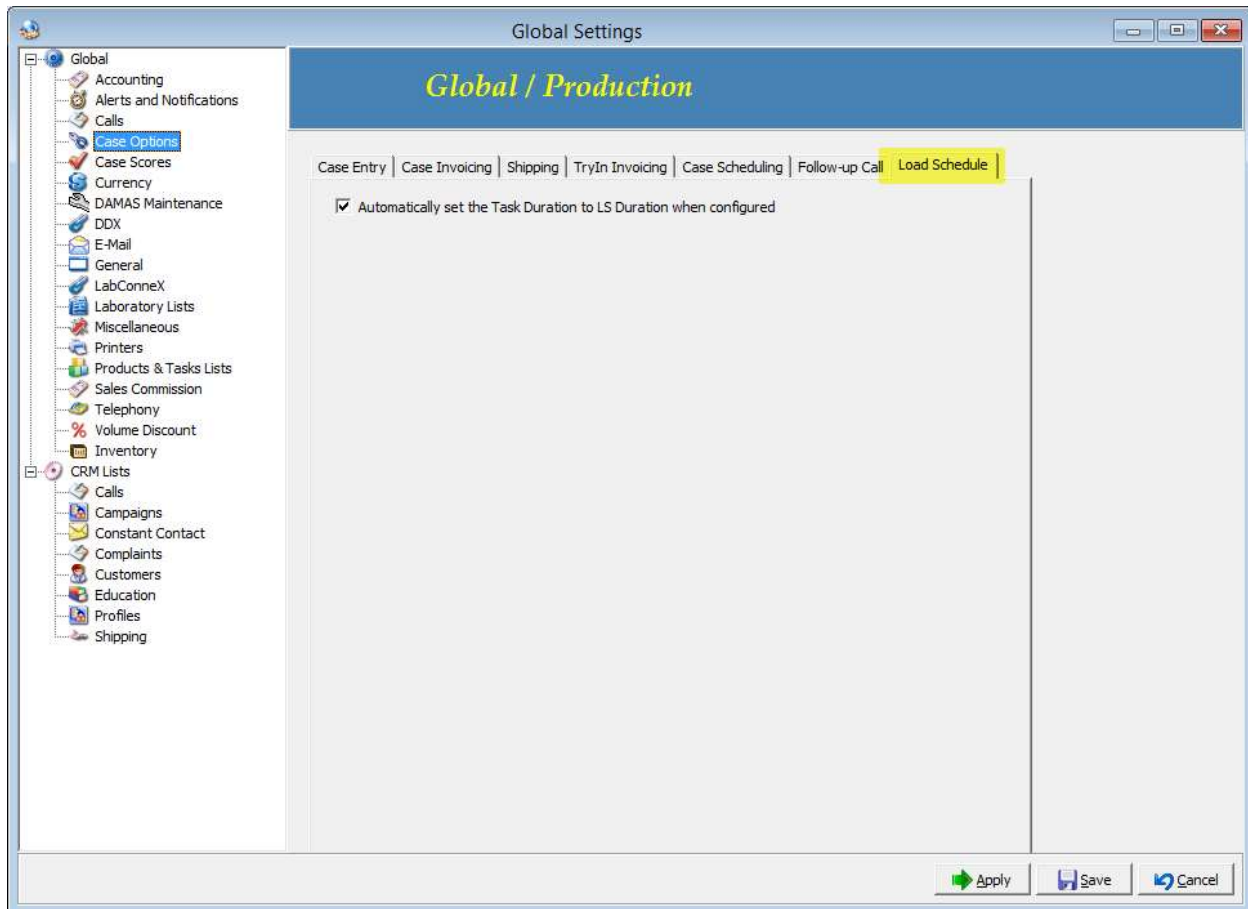 Global Settings
Global
Accounting
Alerts and Notifications
Calls
Case Options
Case Scores
Currency
DAMAS Maintenance
DDX
E-Mail
General
LabConneX
Laboratory Lists
Miscellaneous
Printers
Products & Tasks Lists
Sales Commission
Telephony
Volume Discount
Inventory
CRM Lists
Calls
Campaigns
Constant Contact
Complaints
Customers
Education
Profiles
Shipping
Global / Production
Case Entry Case Invoicing Shipping TryIn Invoicing Case Scheduling Follow-up Call Load Schedule
Automatically set the Task Duration to LS Duration when configured
Apply Save Cancel